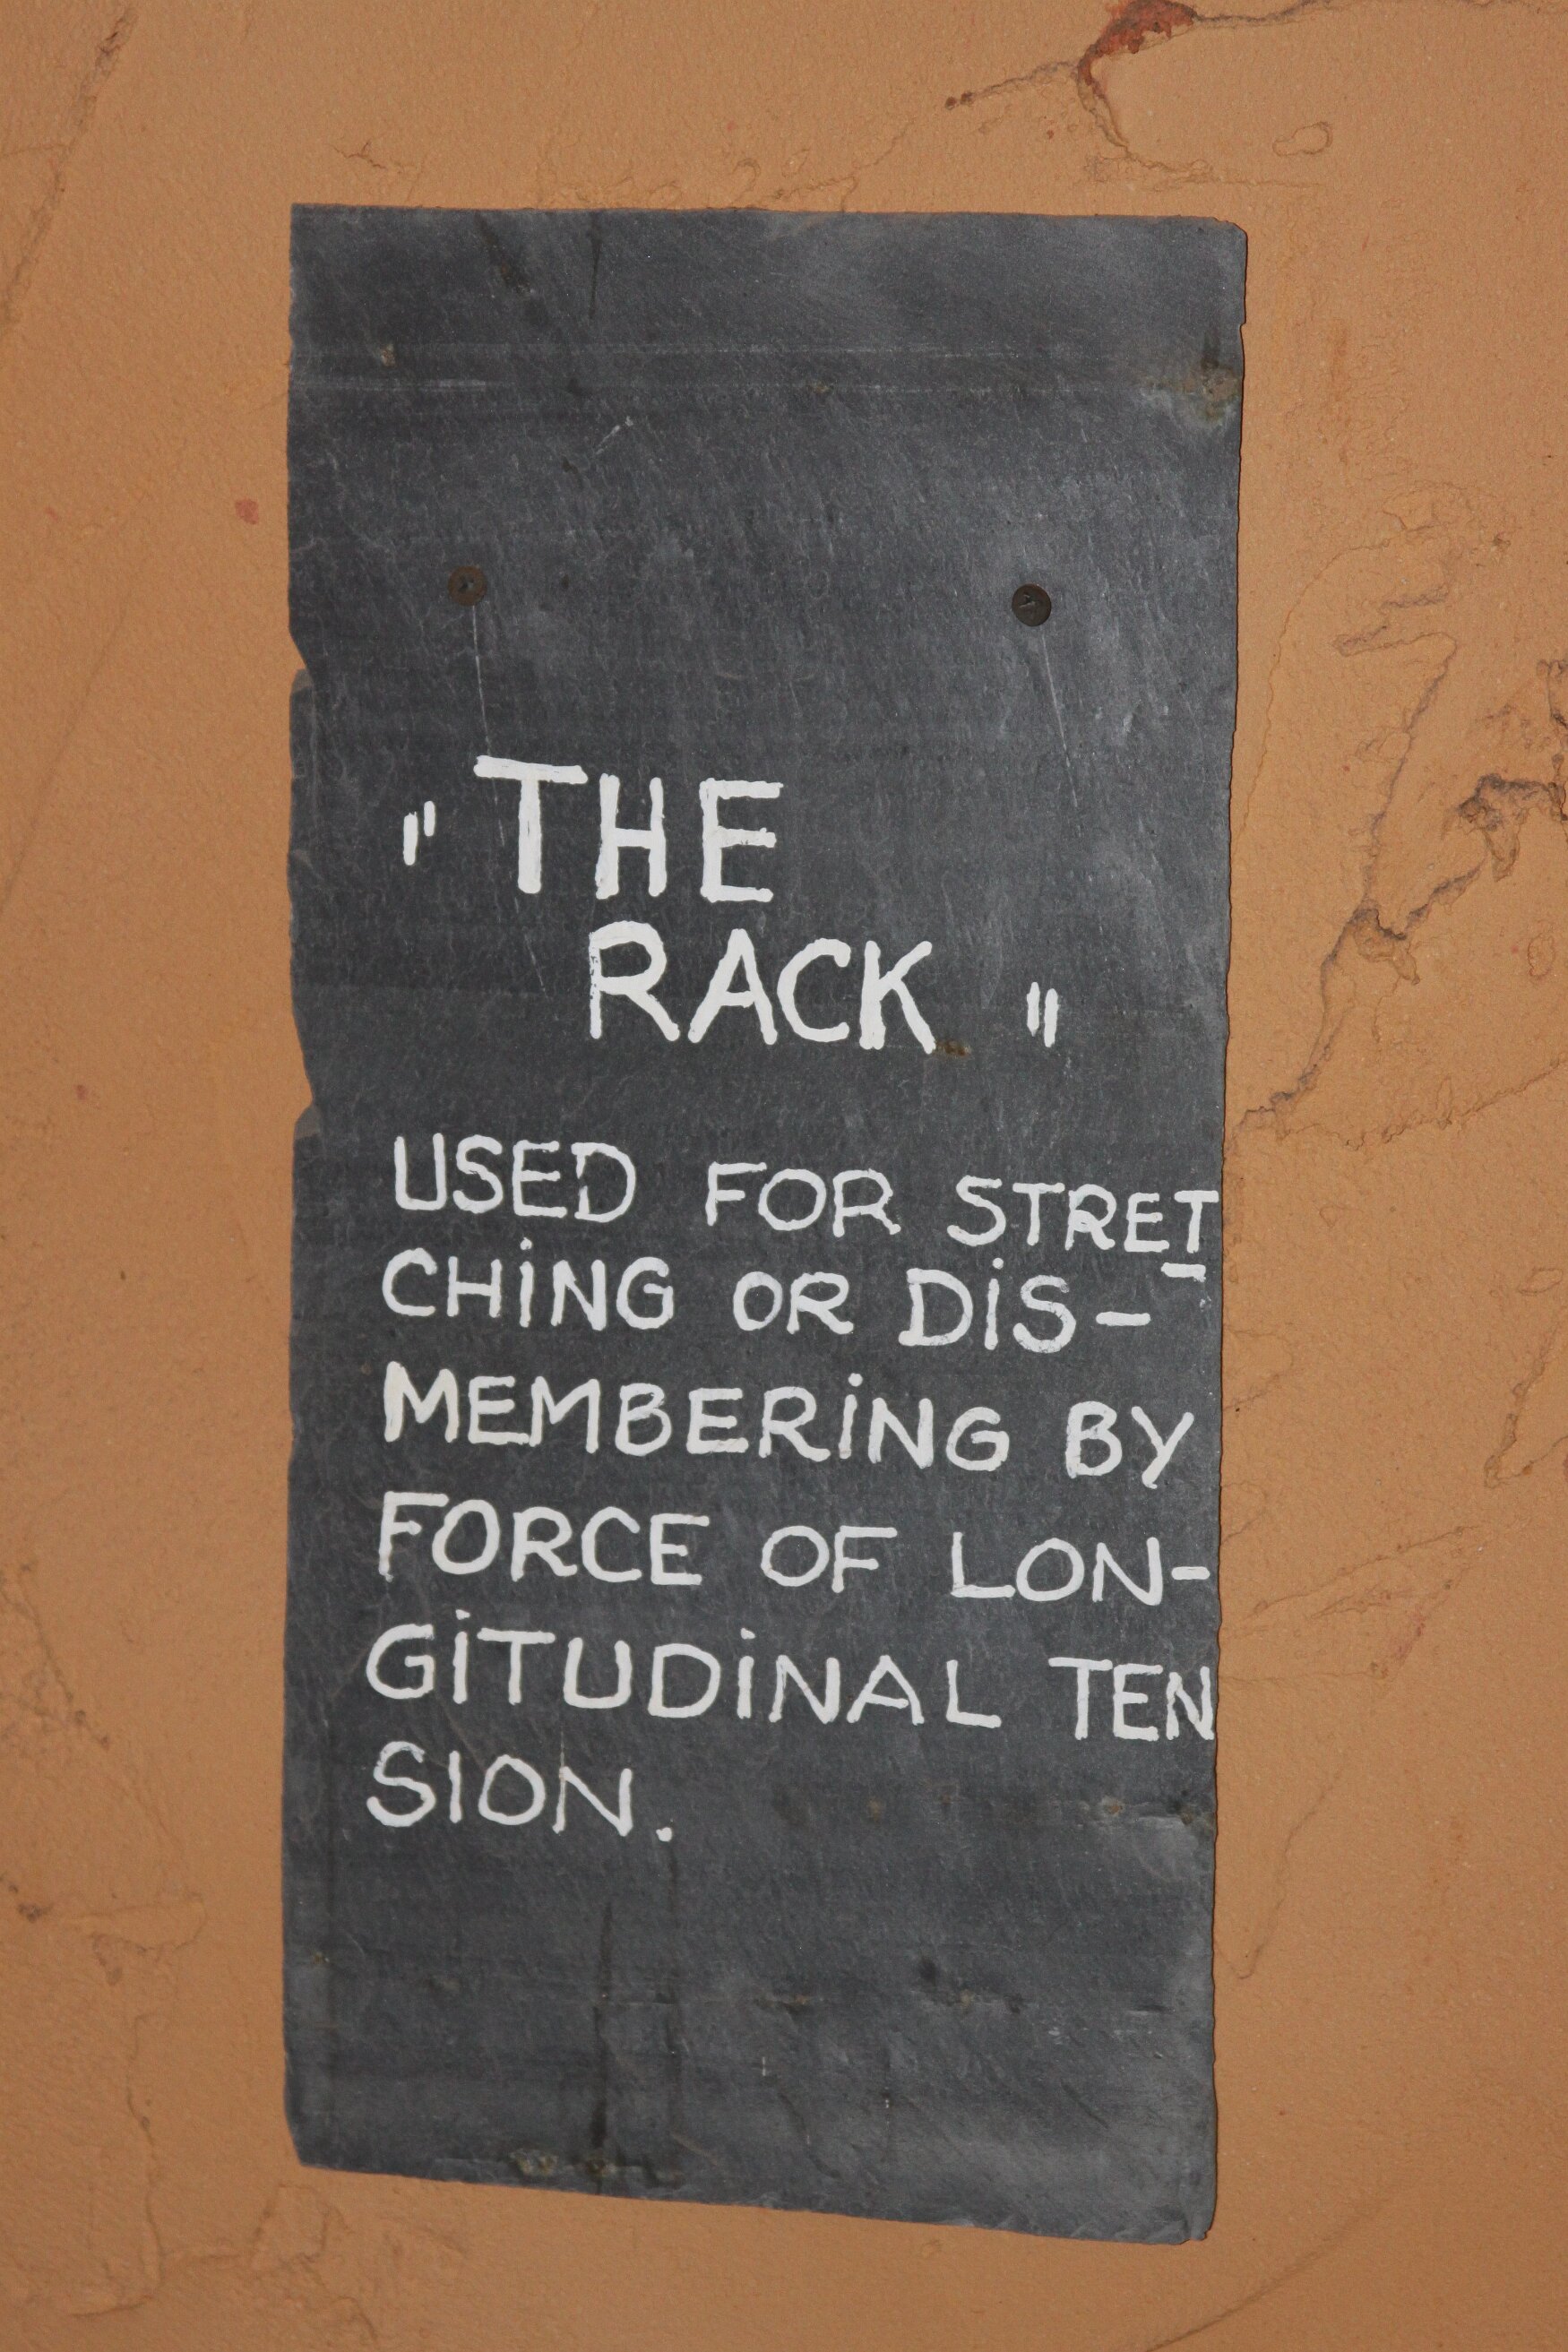 "THE
RACK"
USED FOR STRET
CHiNG OR DiS-
MEMBERiNG BY
FORCE OF LON-
GiTUDiNAL TEN
SION.